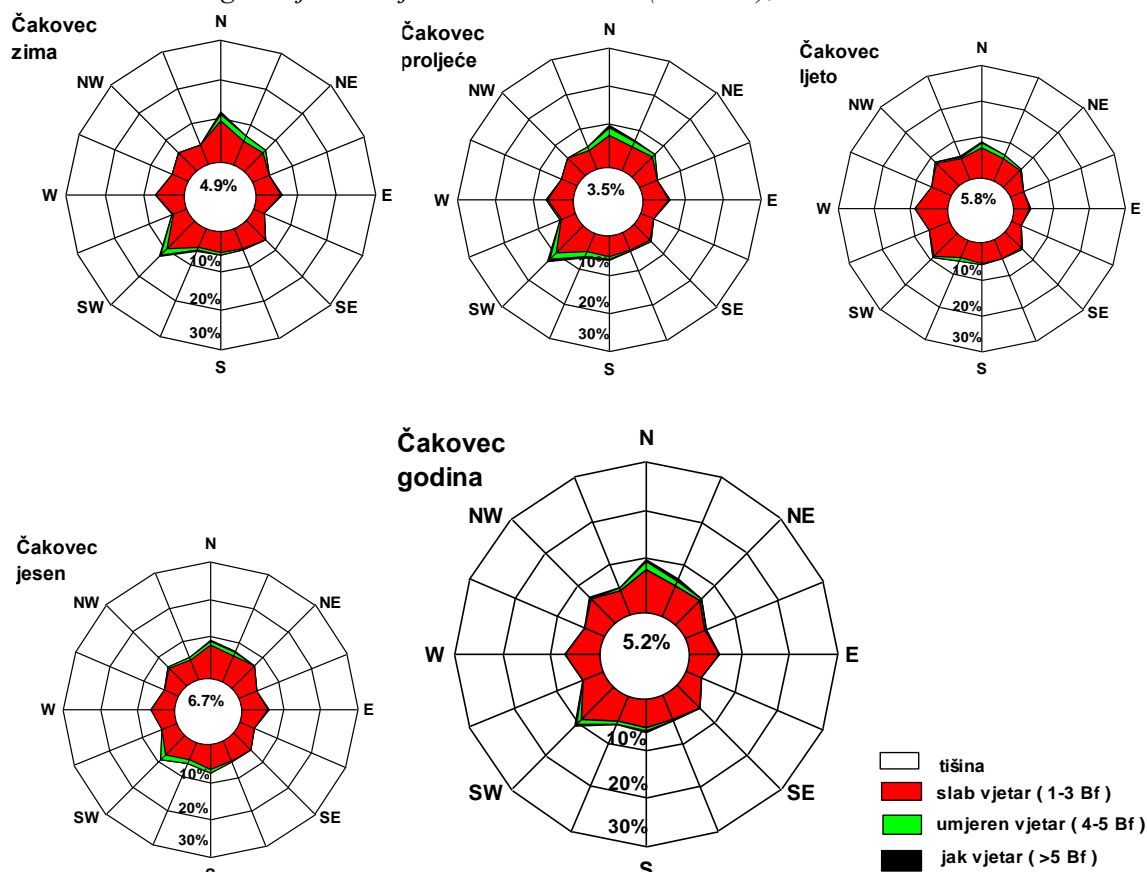 Čakovec
zima
N
NE
E
SE
S
SW
W
NW
4.9%
10%
20%
30%
Čakovec
proljeće
N
NE
E
SE
S
SW
W
NW
3.5%
10%
20%
30%
Čakovec
ljeto
N
NE
E
SE
S
SW
W
NW
5.8%
10%
20%
30%
Čakovec
jesen
N
NE
E
SE
S
SW
W
NW
6.7%
10%
20%
30%
Čakovec
godina
N
NE
E
SE
S
SW
W
NW
5.2%
10%
20%
30%
tišina
slab vjetar ( 1-3 Bf )
umjeren vjetar ( 4-5 Bf )
jak vjetar ( >5 Bf )